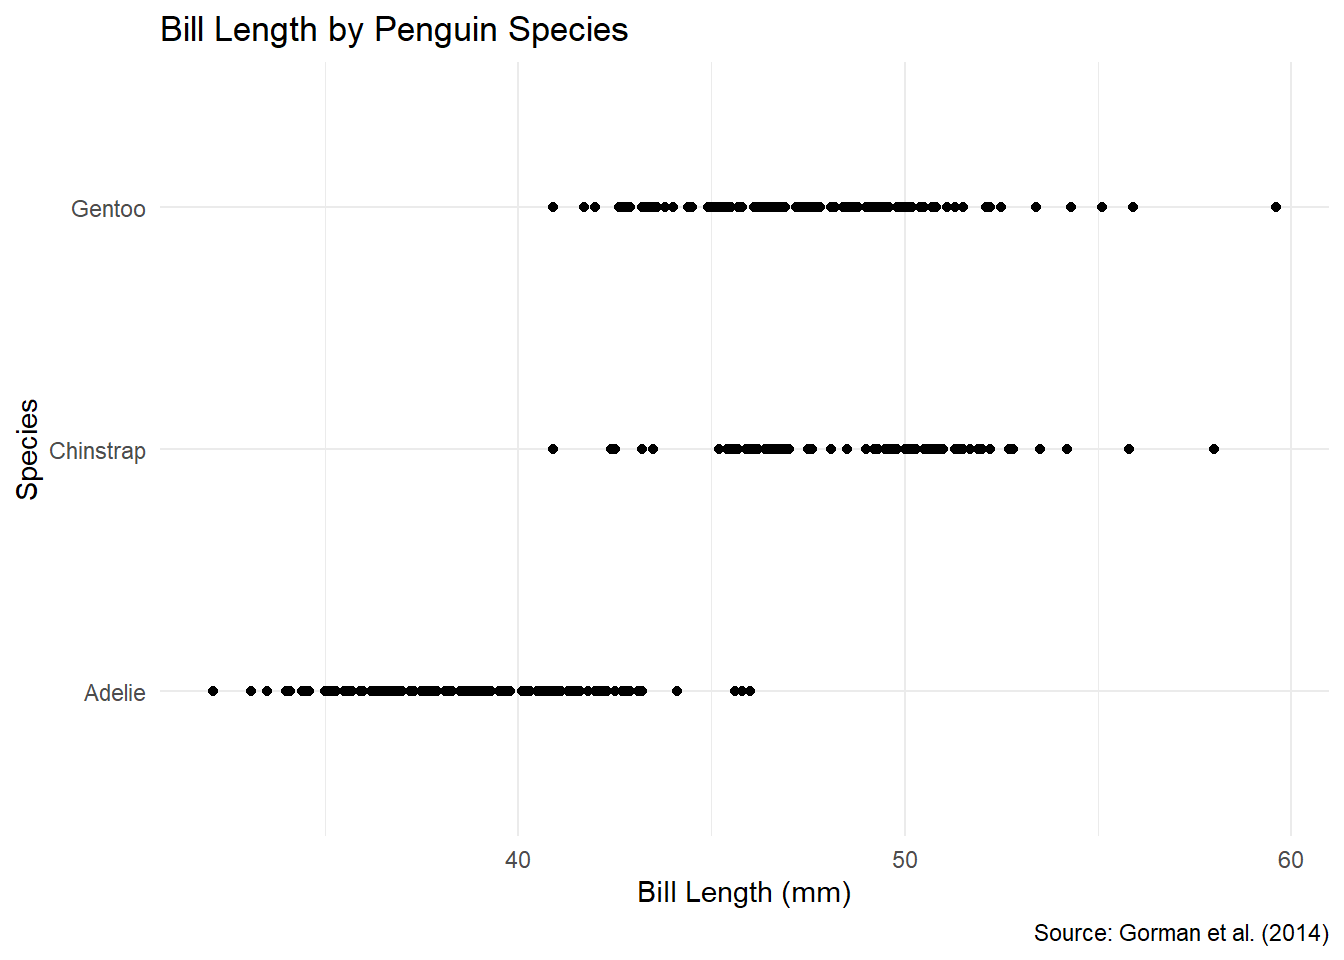 Bill Length by Penguin Species
Gentoo
Chinstrap
Adelie
Species
40 50 60
Bill Length (mm)
Source: Gorman et al. (2014)